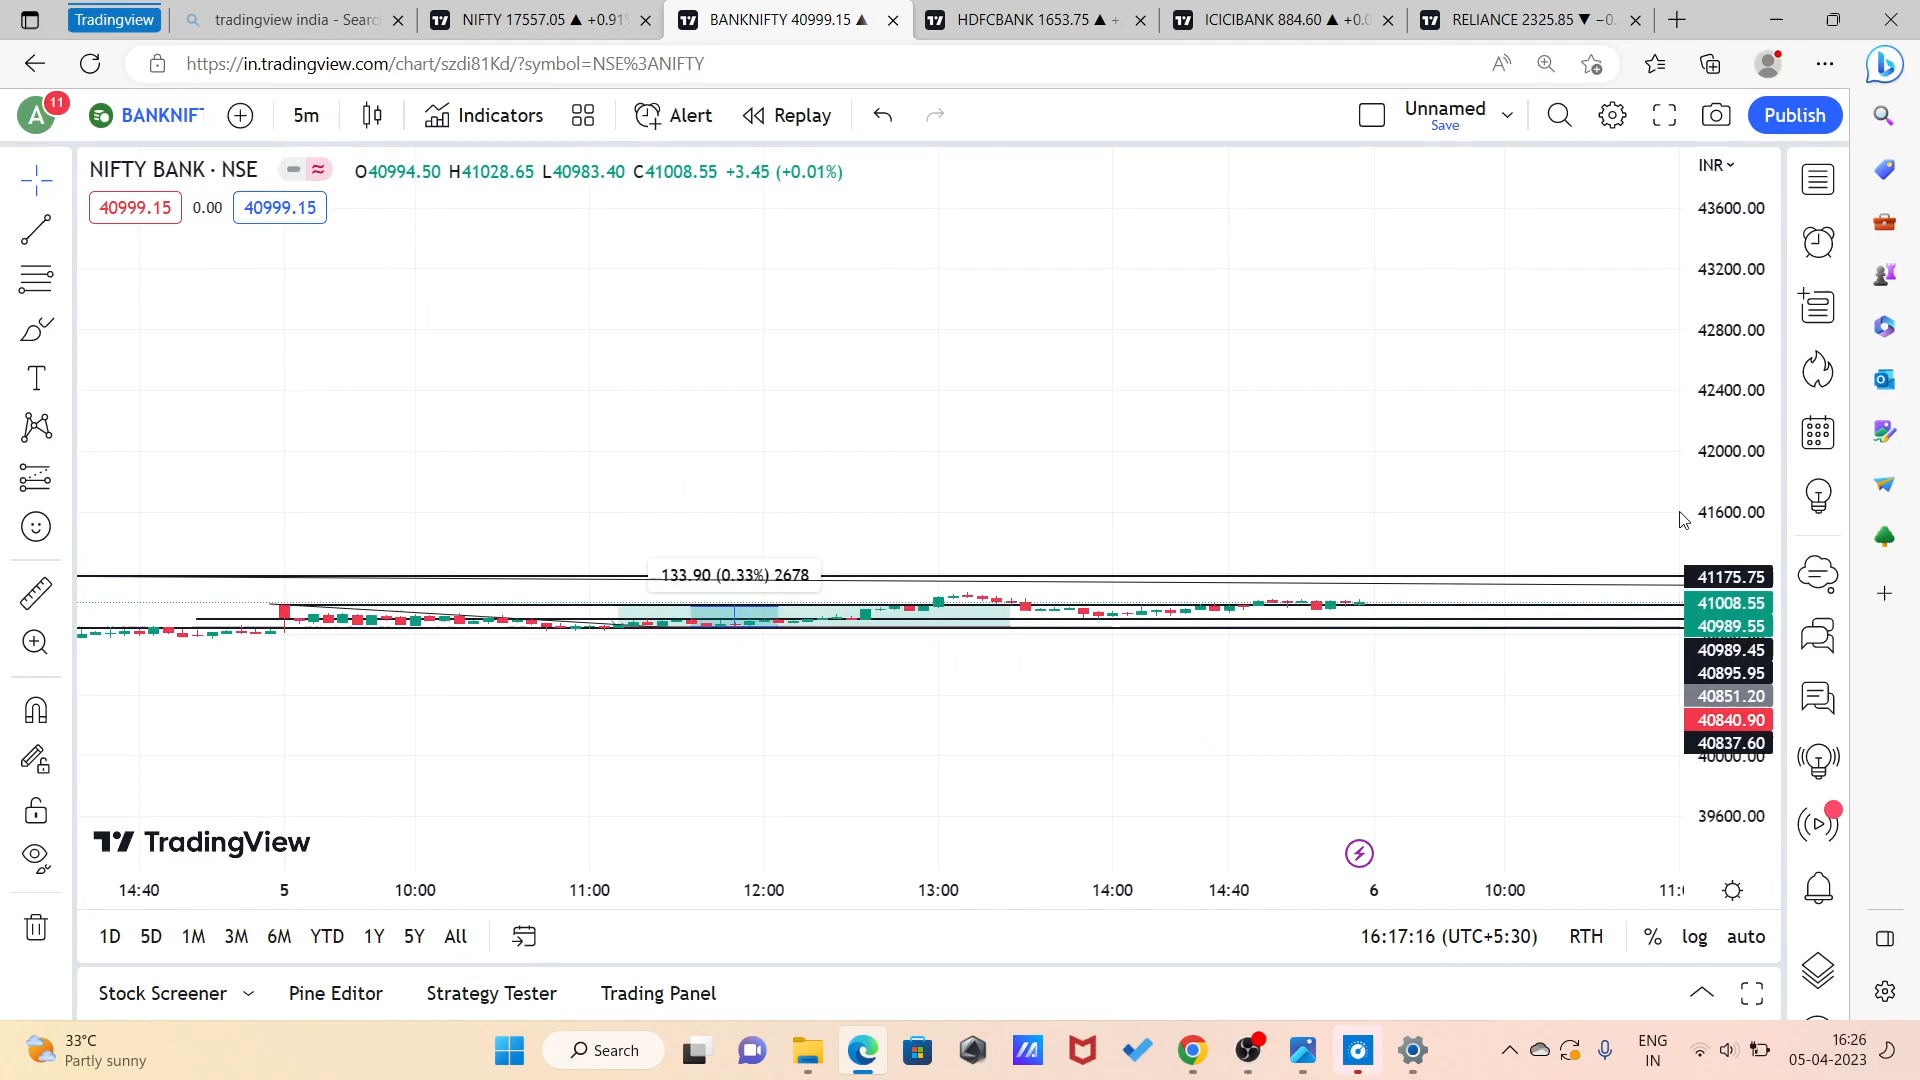 Tradingview
tradingview india - Searc
NIFTY 17557.05 ▲ +0.91%
BANKNIFTY 40999.15 ▲
HDFCBANK 1653.75 ▲ +
ICICIBANK 884.60 ▲ +0.0
RELIANCE 2325.85 ▼ −0.
https://in.tradingview.com/chart/szdi81Kd/?symbol=NSE%3ANIFTY
A
11
BANKNIFT
5m
Indicators
Alert
Replay
Unnamed
Save
Publish
NIFTY BANK · NSE
O40994.50 H41028.65 L40983.40 C41008.55 +3.45 (+0.01%)
INR
40999.15
0.00
40999.15
43600.00
43200.00
42800.00
42400.00
42000.00
41600.00
133.90 (0.33%) 2678
41175.75
41008.55
40989.55
40989.45
40895.95
40851.20
40840.90
40837.60
40000.00
39600.00
TradingView
14:40
5
10:00
11:00
12:00
13:00
14:00
14:40
6
10:00
11:
1D
5D
1M
3M
6M
YTD
1Y
5Y
All
16:17:16 (UTC+5:30)
RTH
%
log
auto
Stock Screener
Pine Editor
Strategy Tester
Trading Panel
33°C
Partly sunny
Search
ENG
IN
16:26
05-04-2023